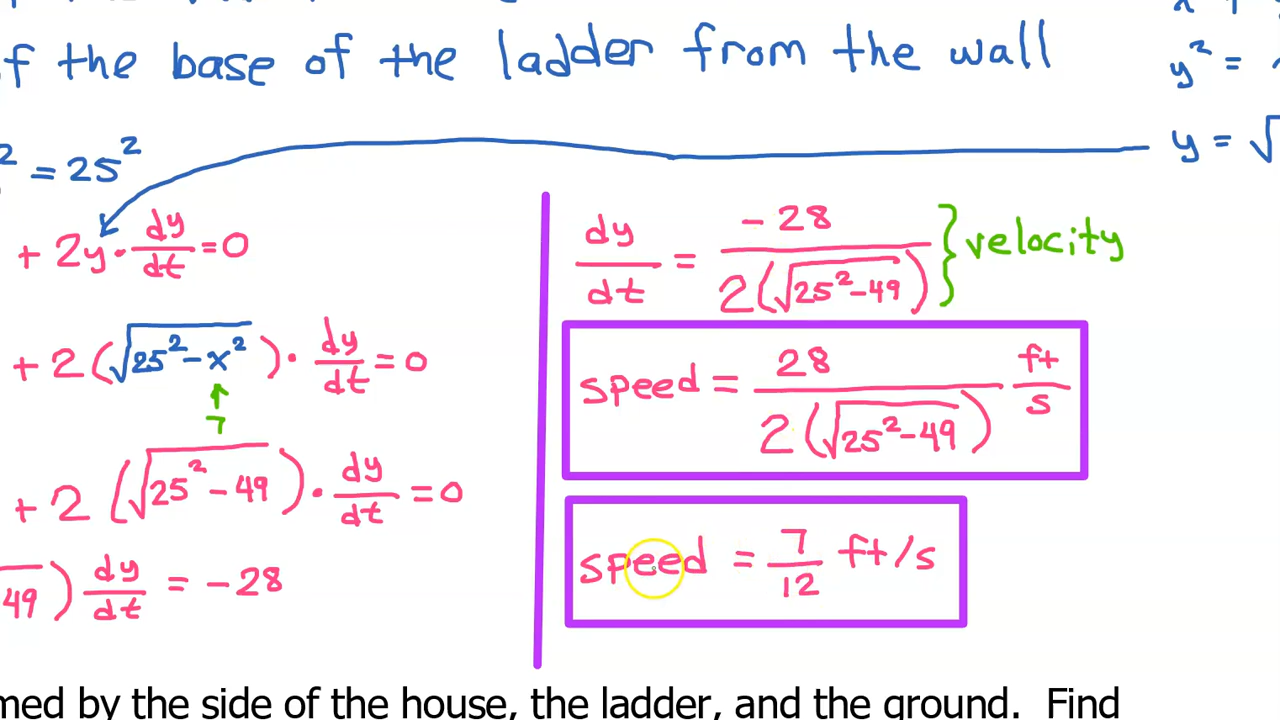 f the base of the ladder from the wall
y² =
y = √
² = 25²
+ 2y · dy/dt = 0
+ 2(√(25² - x²)) · dy/dt = 0
7
+ 2(√(25² - 49)) · dy/dt = 0
49) dy/dt = -28
dy/dt = -28 / 2(√(25² - 49)) } velocity
speed = 28 / 2(√(25² - 49)) ft/s
speed = 7/12 ft/s
med by the side of the house, the ladder, and the ground. Find